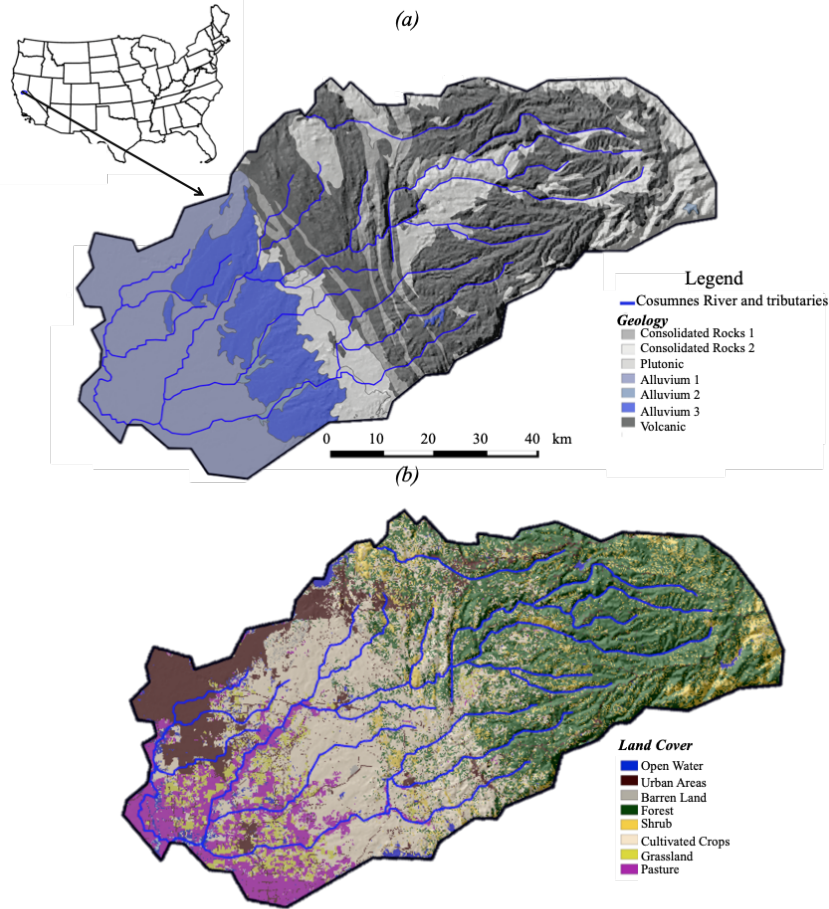 (a)
Legend
Cosumnes River and tributaries
Geology
Consolidated Rocks 1
Consolidated Rocks 2
Plutonic
Alluvium 1
Alluvium 2
Alluvium 3
Volcanic
0 10 20 30 40 km
(b)
Land Cover
Open Water
Urban Areas
Barren Land
Forest
Shrub
Cultivated Crops
Grassland
Pasture